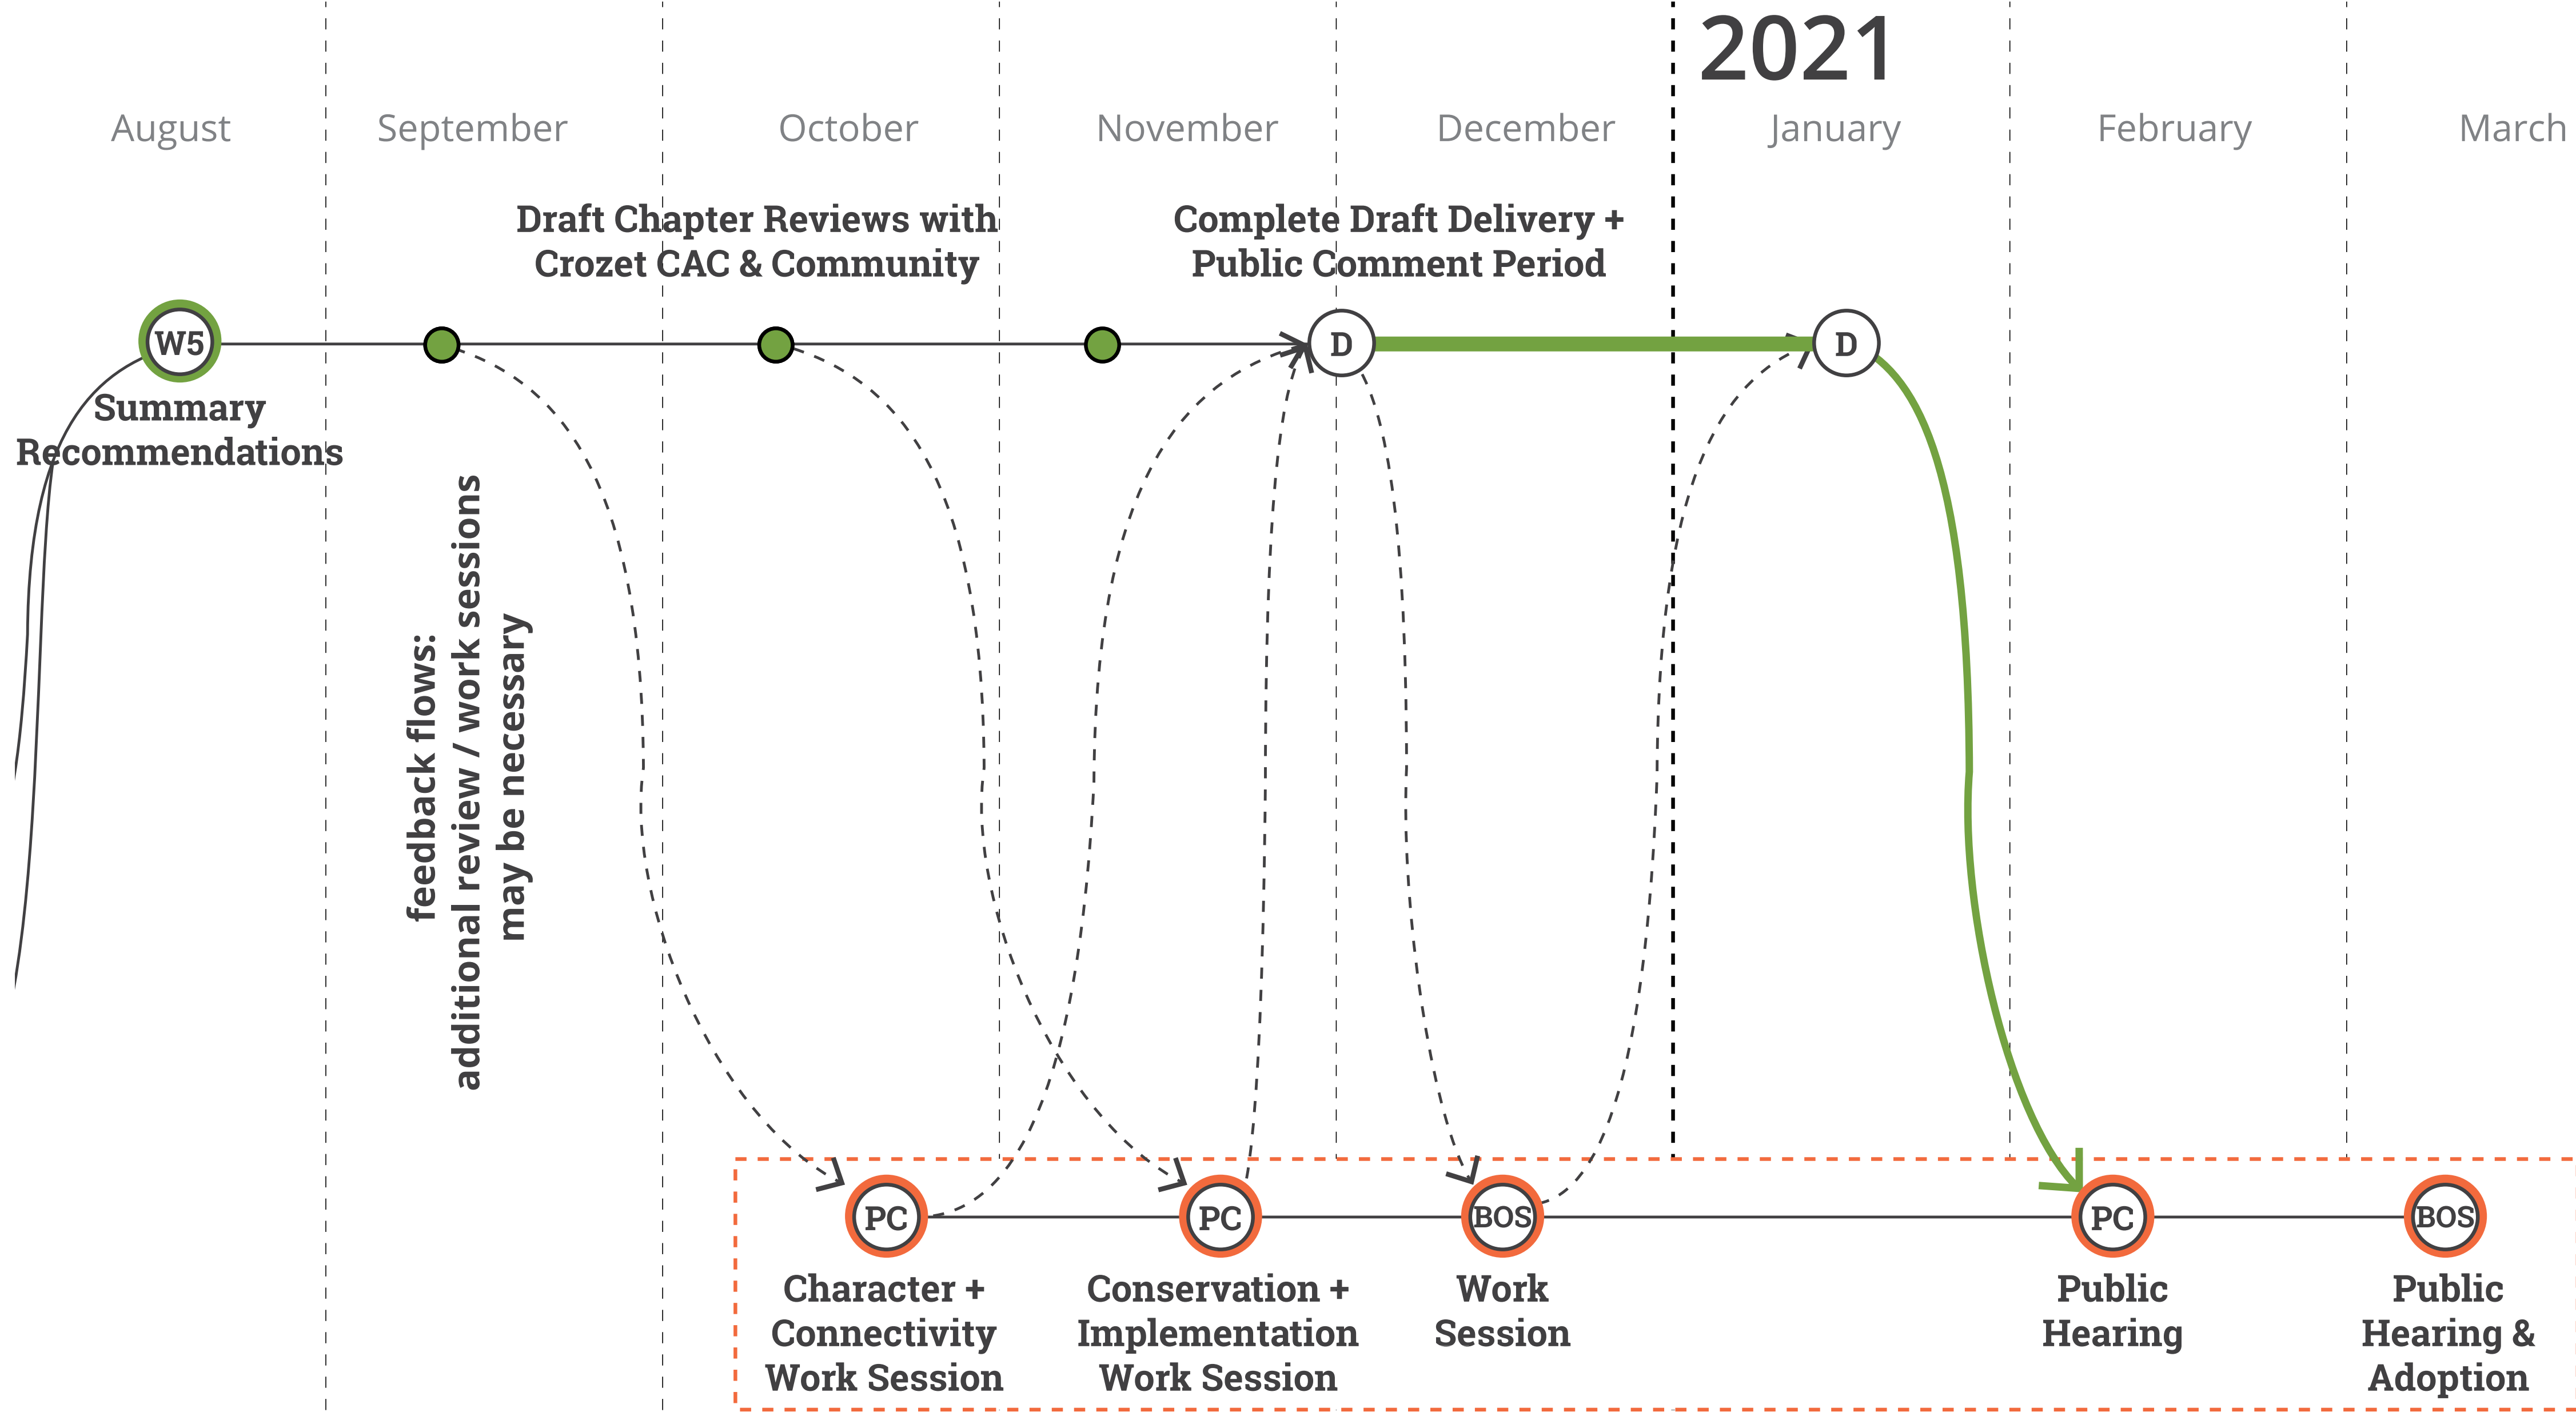 2021
August
September
October
November
December
January
February
March
Draft Chapter Reviews with
Crozet CAC & Community
Complete Draft Delivery +
Public Comment Period
W5
D
D
Summary
Recommendations
feedback flows:
additional review / work sessions
may be necessary
PC
PC
BOS
PC
BOS
Character +
Connectivity
Work Session
Conservation +
Implementation
Work Session
Work
Session
Public
Hearing
Public
Hearing &
Adoption